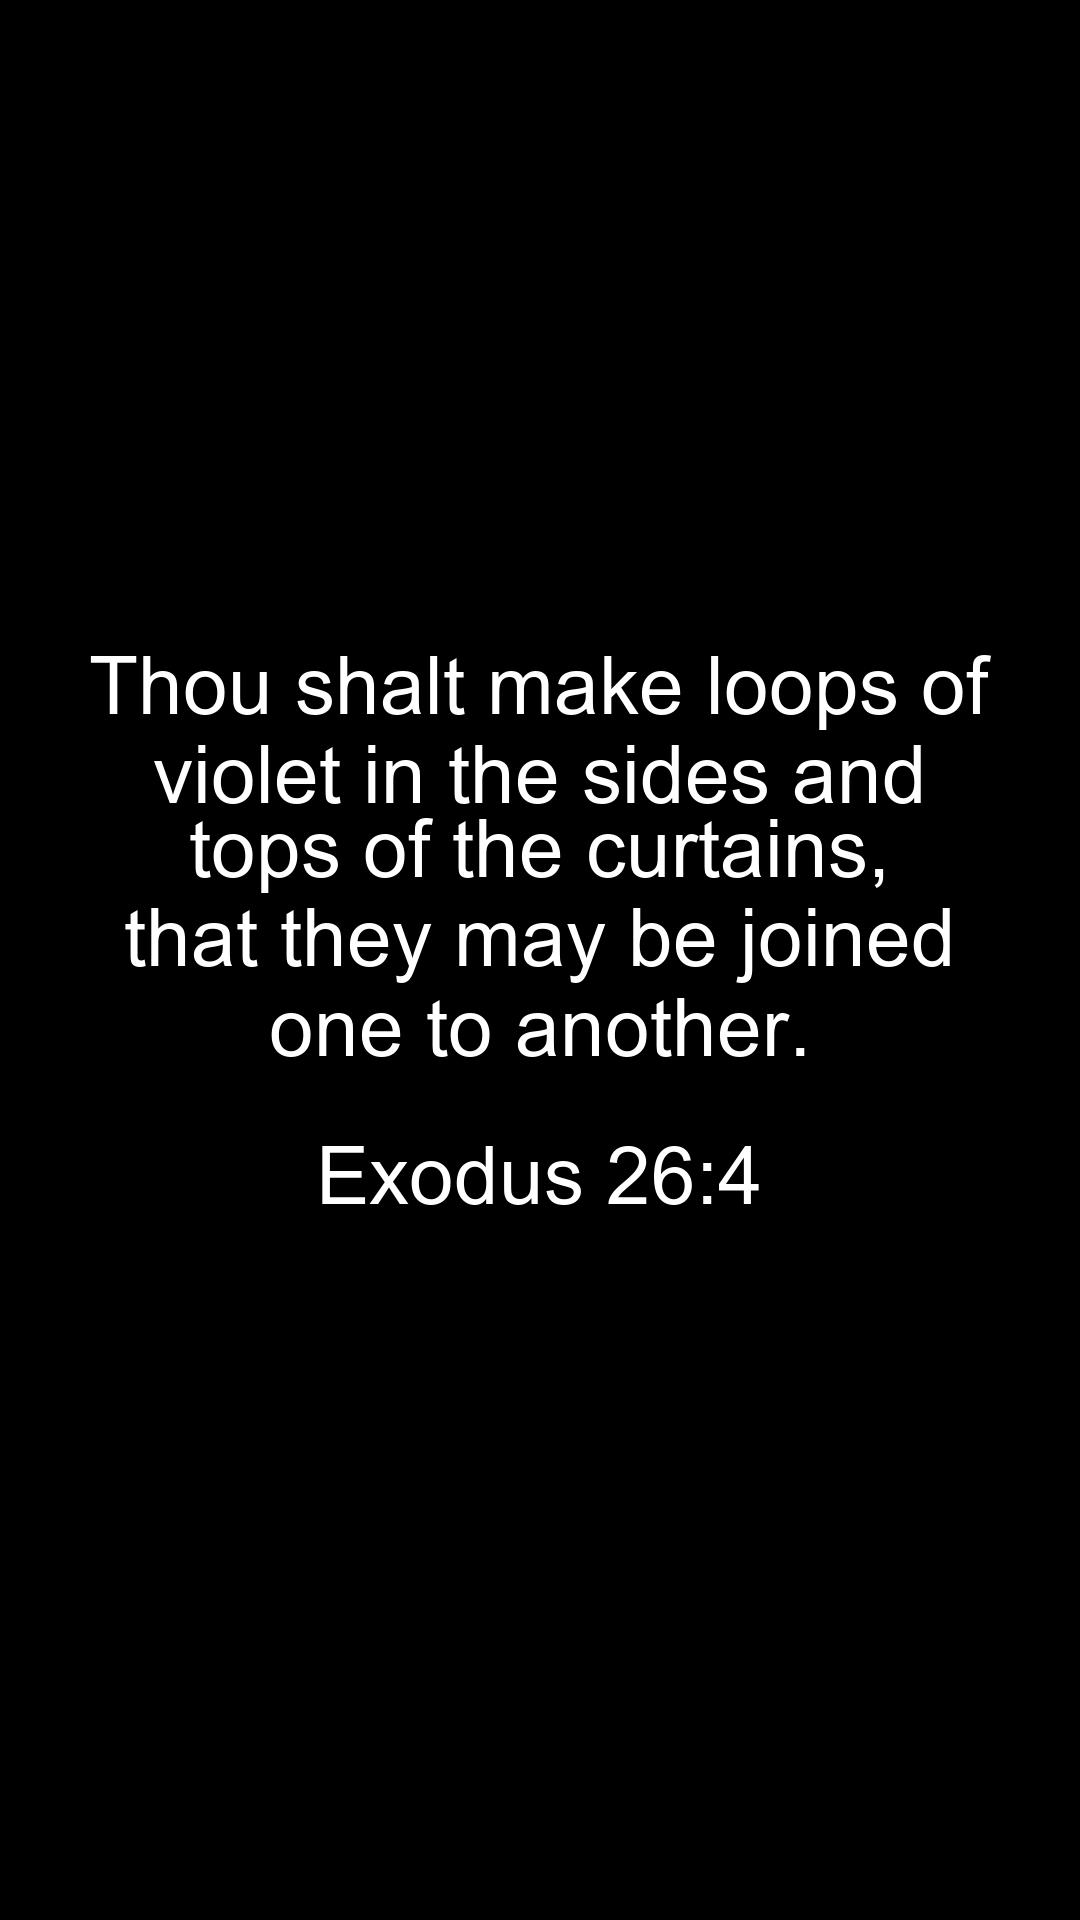 Thou shalt make loops of
violet in the sides and
tops of the curtains,
that they may be joined
one to another.
Exodus 26:4